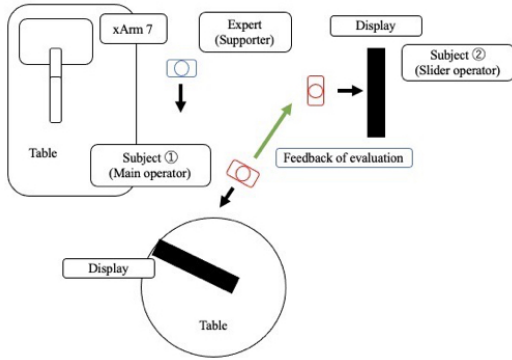 xArm 7
Expert
(Supporter)
Display
Subject ②
(Slider operator)
Table
Subject ①
(Main operator)
Feedback of evaluation
Display
Table